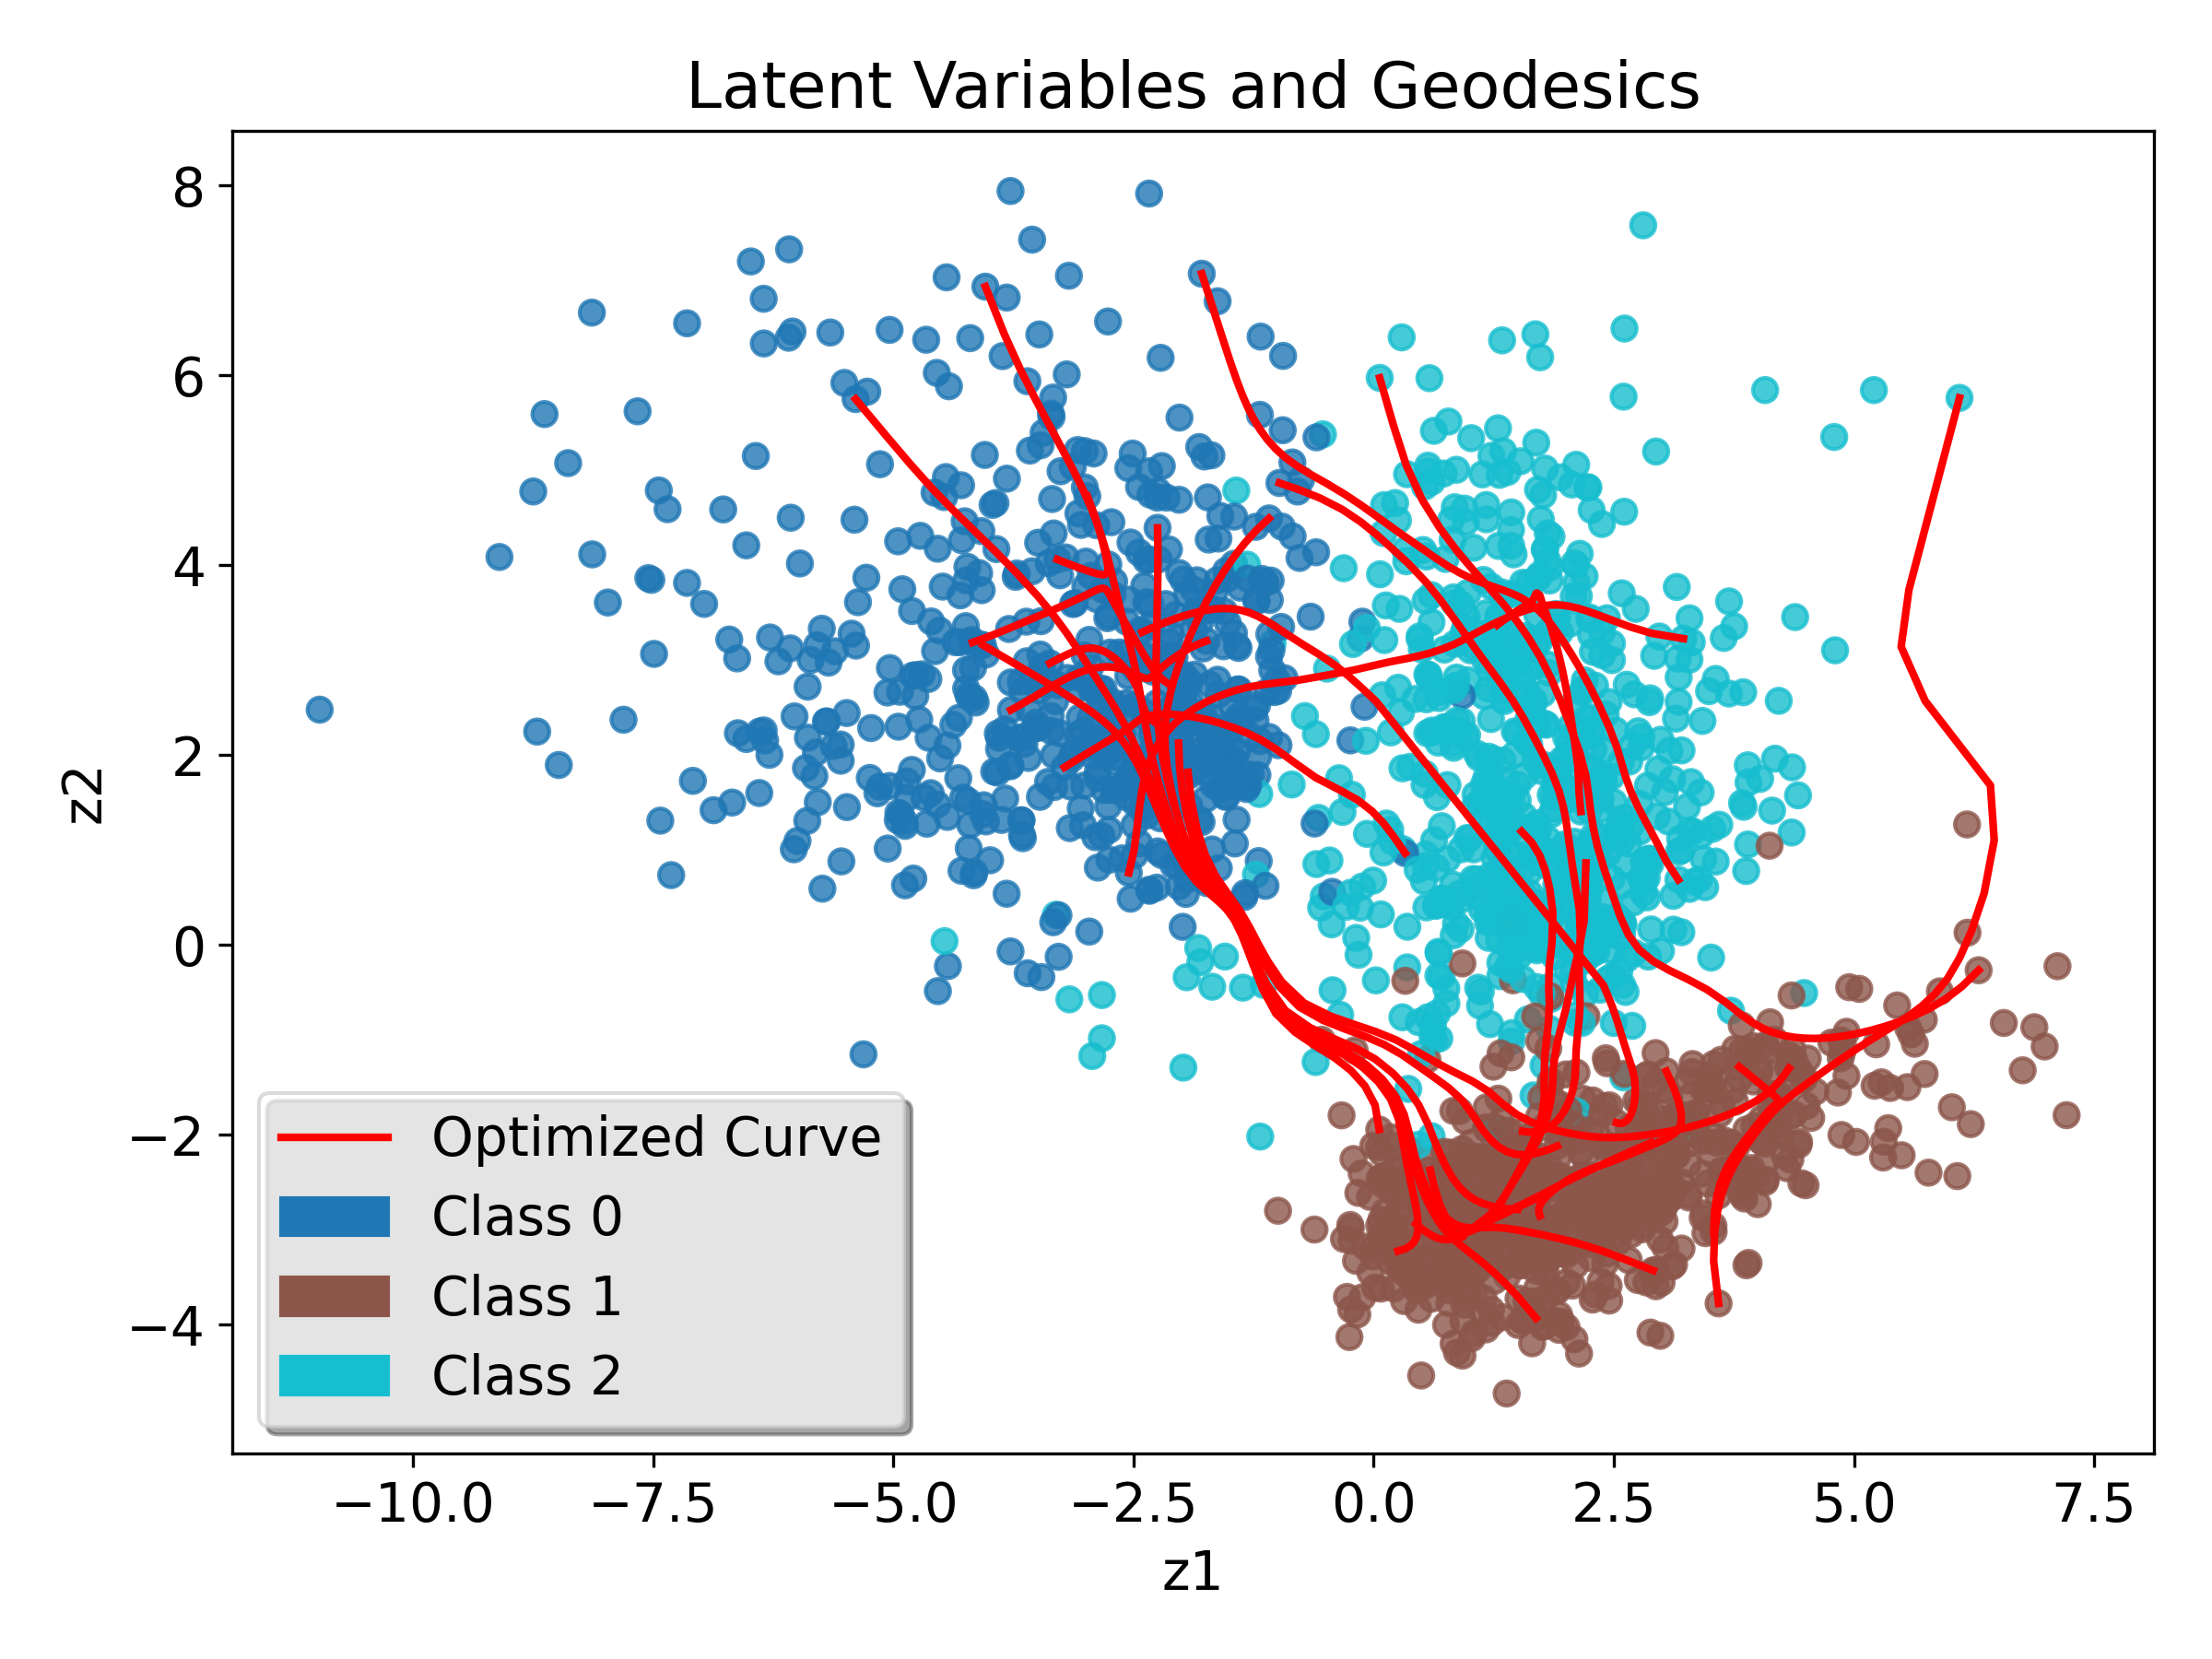 Latent Variables and Geodesics
8
6
4
2
0
−2
−4
z2
Optimized Curve
Class 0
Class 1
Class 2
−10.0 −7.5 −5.0 −2.5 0.0 2.5 5.0 7.5
z1